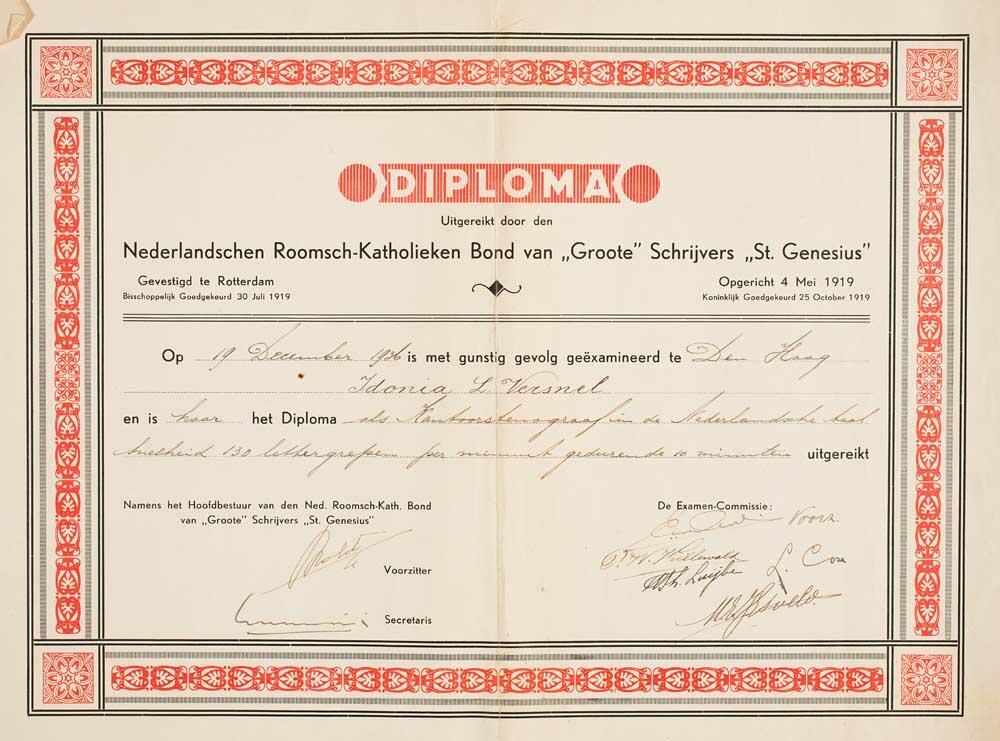 DIPLOMA
Uitgereikt door den
Nederlandschen Roomsch-Katholieken Bond van „Groote" Schrijvers „St. Genesius"
Gevestigd te Rotterdam
Bisschoppelijk Goedgekeurd 30 Juli 1919
Opgericht 4 Mei 1919
Koninklijk Goedgekeurd 25 October 1919
Op 19 December 1936 is met gunstig gevolg geëxamineerd te Den Haag
Idonia L Versnel
en is haar het Diploma als Kantoorstenograaf in de Nederlandsche taal
snelheid 130 lettergrepen per minuut gedurende 10 minuten uitgereikt
Namens het Hoofdbestuur van den Ned. Roomsch-Kath. Bond
van „Groote" Schrijvers „St. Genesius"
Voorzitter
Secretaris
De Examen-Commissie:
Voorz.